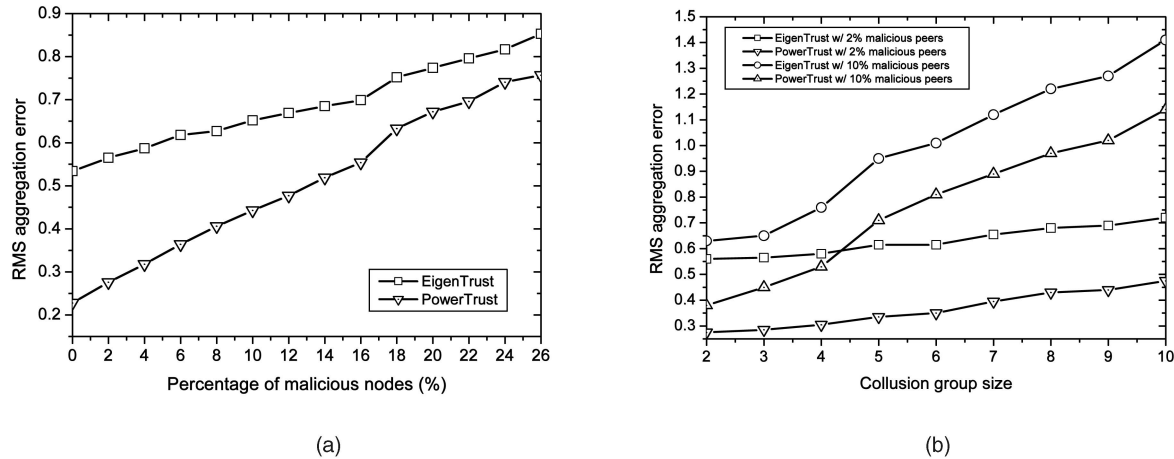 0.9
0.8
0.7
0.6
0.5
0.4
0.3
0.2
RMS aggregation error
EigenTrust
PowerTrust
0 2 4 6 8 10 12 14 16 18 20 22 24 26
Percentage of malicious nodes (%)
(a)
1.5
1.4
1.3
1.2
1.1
1.0
0.9
0.8
0.7
0.6
0.5
0.4
0.3
RMS aggregation error
EigenTrust w/ 2% malicious peers
PowerTrust w/ 2% malicious peers
EigenTrust w/ 10% malicious peers
PowerTrust w/ 10% malicious peers
2 3 4 5 6 7 8 9 10
Collusion group size
(b)